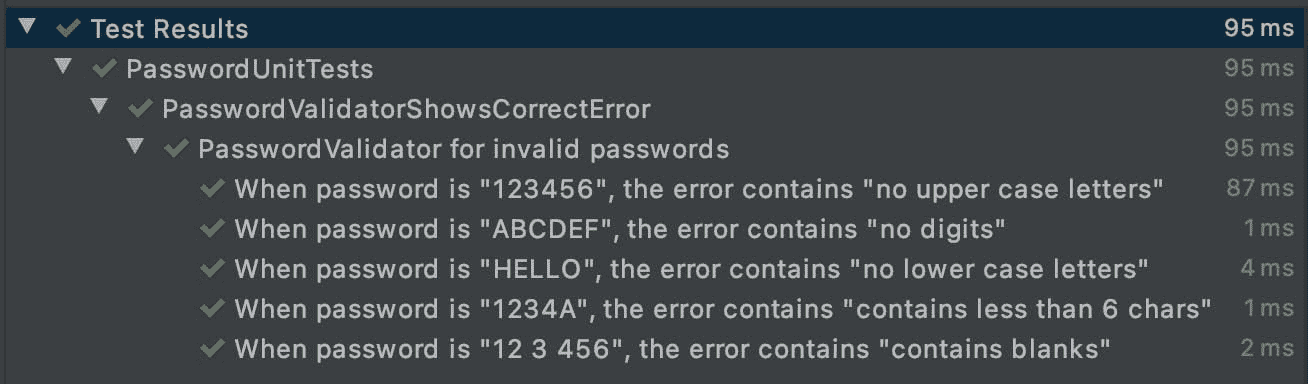 Test Results 95 ms
PasswordUnitTests 95 ms
PasswordValidatorShowsCorrectError 95 ms
PasswordValidator for invalid passwords 95 ms
When password is "123456", the error contains "no upper case letters" 87 ms
When password is "ABCDEF", the error contains "no digits" 1 ms
When password is "HELLO", the error contains "no lower case letters" 4 ms
When password is "1234A", the error contains "contains less than 6 chars" 1 ms
When password is "12 3 456", the error contains "contains blanks" 2 ms